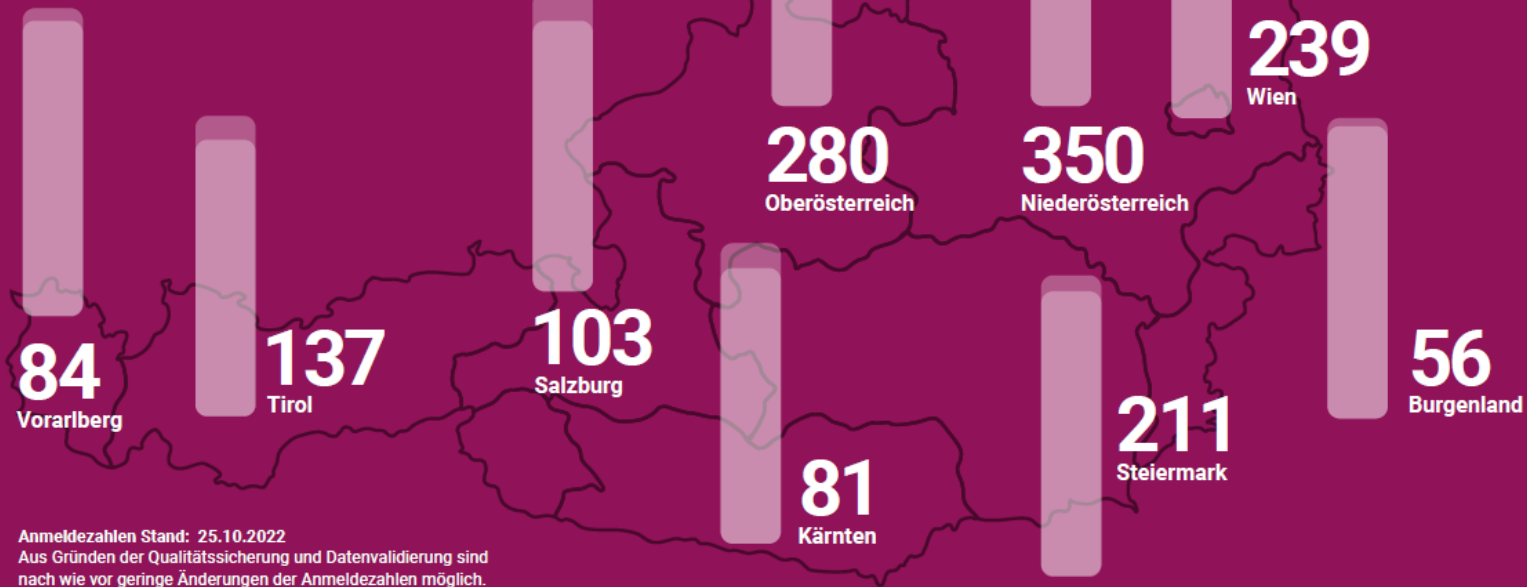 239
Wien
280
Oberösterreich
350
Niederösterreich
84
Vorarlberg
137
Tirol
103
Salzburg
56
Burgenland
211
Steiermark
81
Kärnten
Anmeldezahlen Stand: 25.10.2022
Aus Gründen der Qualitätssicherung und Datenvalidierung sind
nach wie vor geringe Änderungen der Anmeldezahlen möglich.